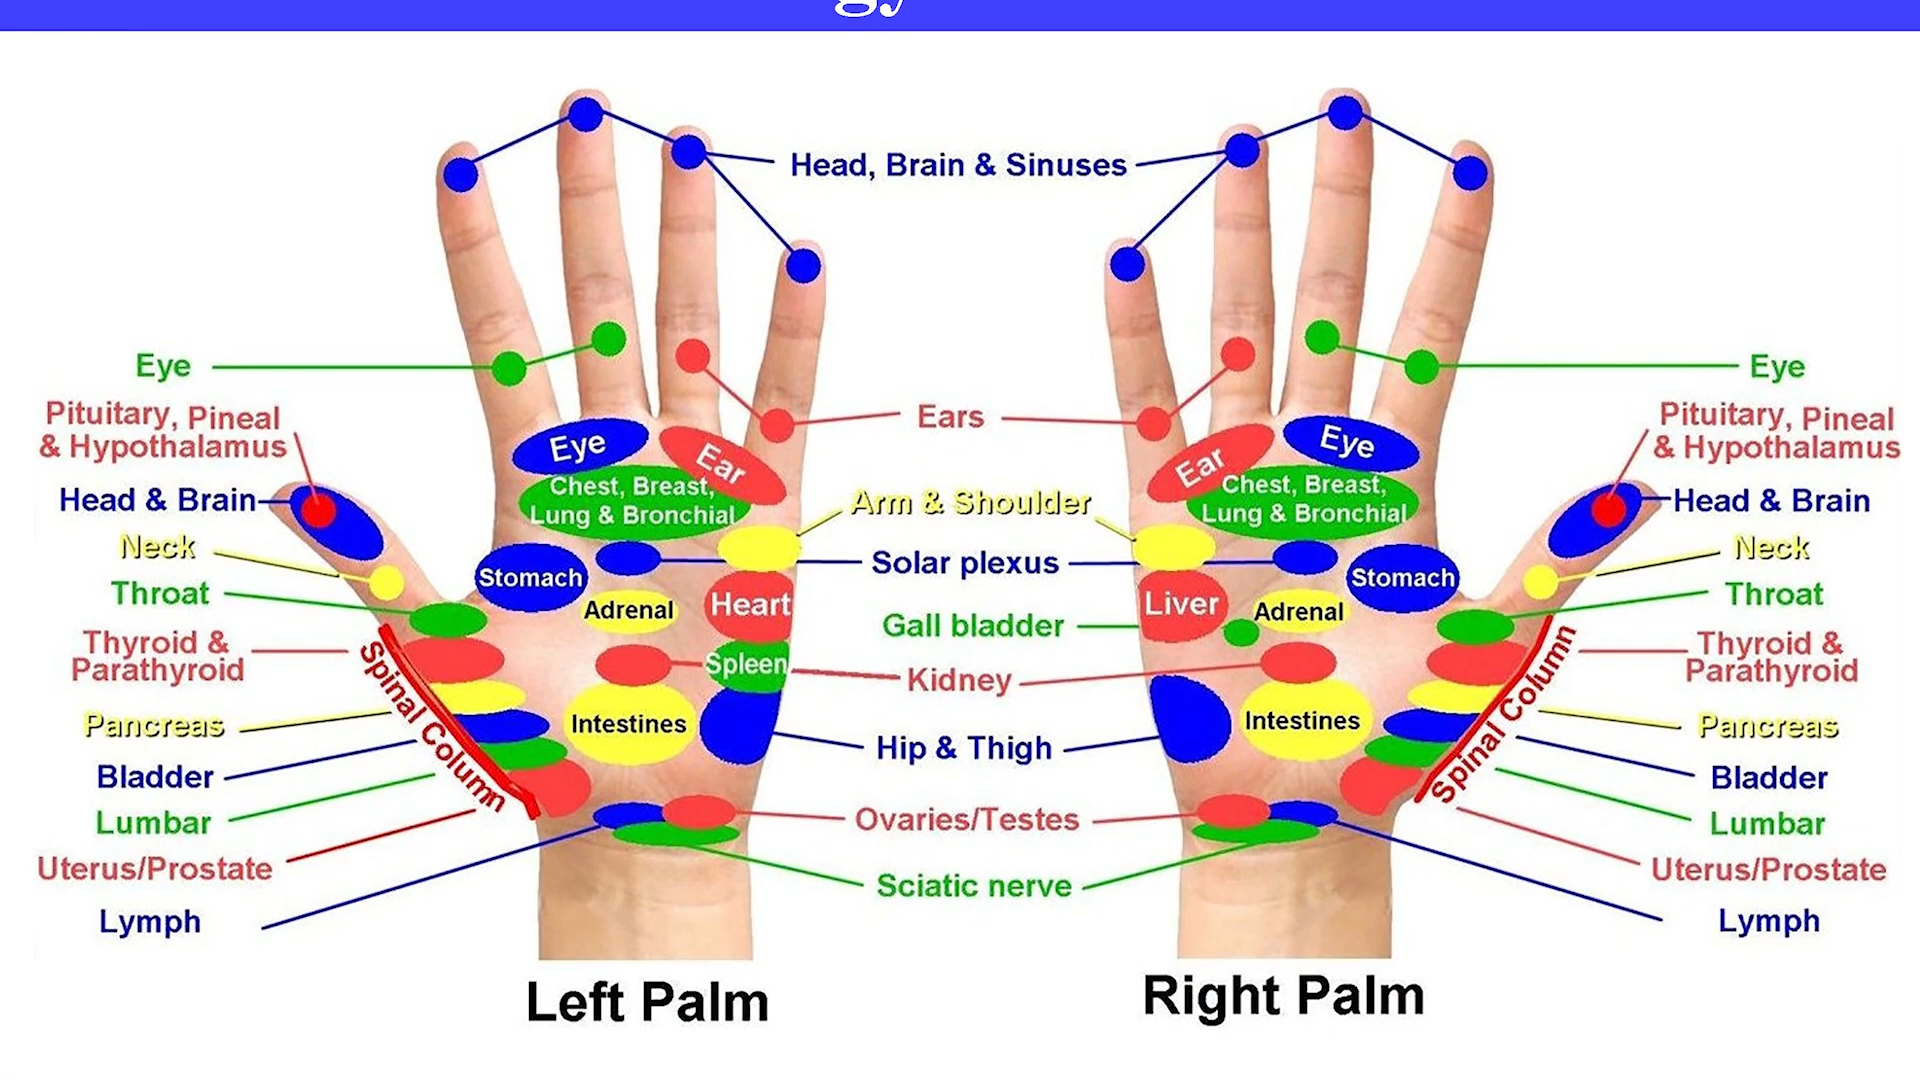 Head, Brain & Sinuses
Eye
Eye
Pituitary, Pineal
& Hypothalamus
Ears
Pituitary, Pineal
& Hypothalamus
Eye
Ear
Ear
Eye
Chest, Breast,
Lung & Bronchial
Chest, Breast,
Lung & Bronchial
Head & Brain
Arm & Shoulder
Head & Brain
Neck
Neck
Stomach
Solar plexus
Stomach
Throat
Adrenal
Heart
Liver
Adrenal
Throat
Gall bladder
Thyroid &
Parathyroid
Spleen
Kidney
Thyroid &
Parathyroid
Spinal Column
Spinal Column
Pancreas
Intestines
Intestines
Pancreas
Hip & Thigh
Bladder
Bladder
Lumbar
Ovaries/Testes
Lumbar
Uterus/Prostate
Sciatic nerve
Uterus/Prostate
Lymph
Lymph
Left Palm
Right Palm